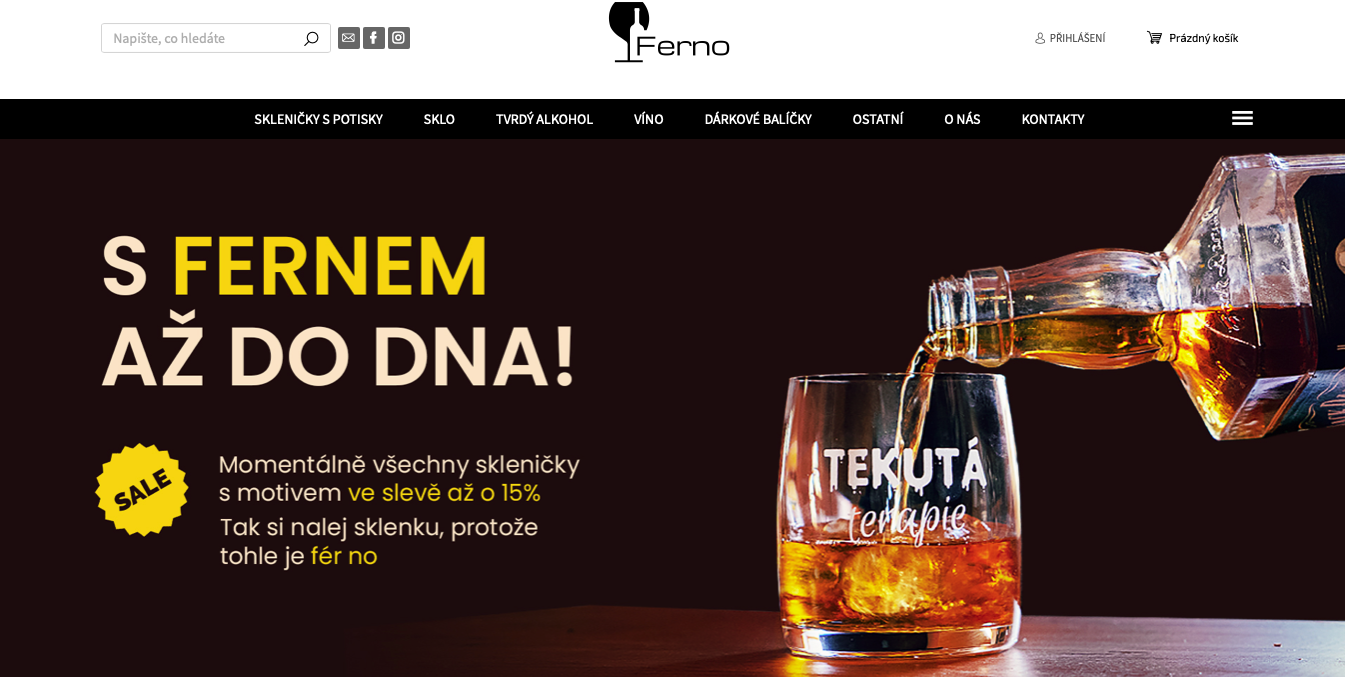 Napište, co hledáte
Ferno
PŘIHLÁŠENÍ
Prázdný košík
SKLENIČKY S POTISKY
SKLO
TVRDÝ ALKOHOL
VÍNO
DÁRKOVÉ BALÍČKY
OSTATNÍ
O NÁS
KONTAKTY
S FERNEM
AŽ DO DNA!
SALE
Momentálně všechny skleničky
s motivem ve slevě až o 15%
Tak si nalej sklenku, protože
tohle je fér no
TEKUTÁ
terapie